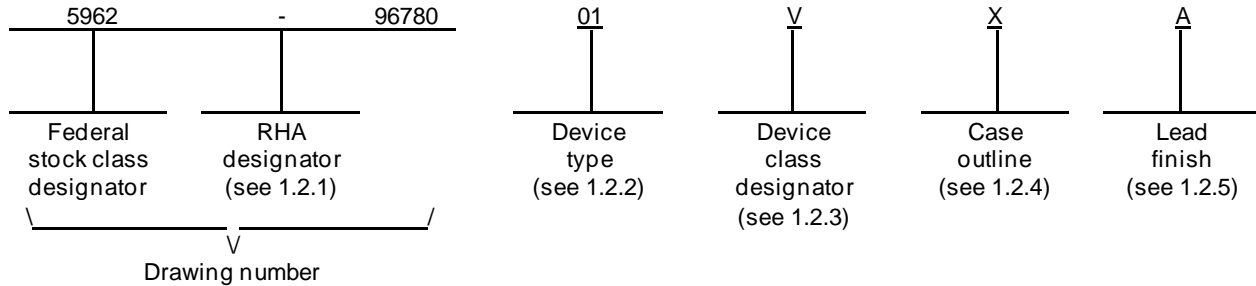 5962 - 96780 01 V X A
Federal stock class designator
RHA designator (see 1.2.1)
Device type (see 1.2.2)
Device class designator (see 1.2.3)
Case outline (see 1.2.4)
Lead finish (see 1.2.5)
\ /
V
Drawing number